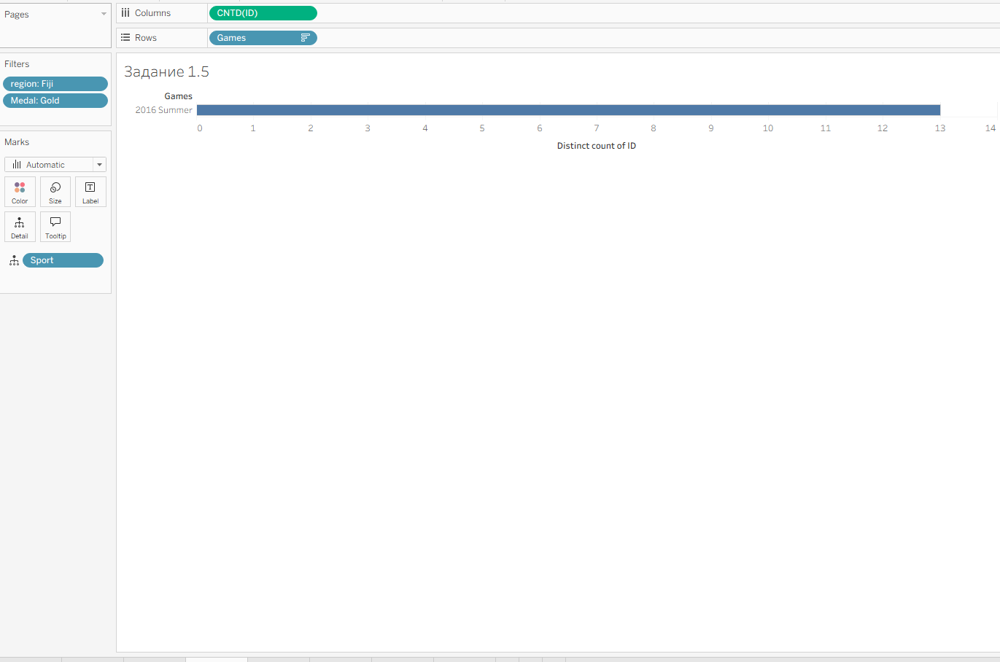 Pages
Columns
CNTD(ID)
Rows
Games
Filters
region: Fiji
Medal: Gold
Marks
Automatic
Color
Size
Label
Detail
Tooltip
Sport
Задание 1.5
Games
2016 Summer
0 1 2 3 4 5 6 7 8 9 10 11 12 13 14
Distinct count of ID